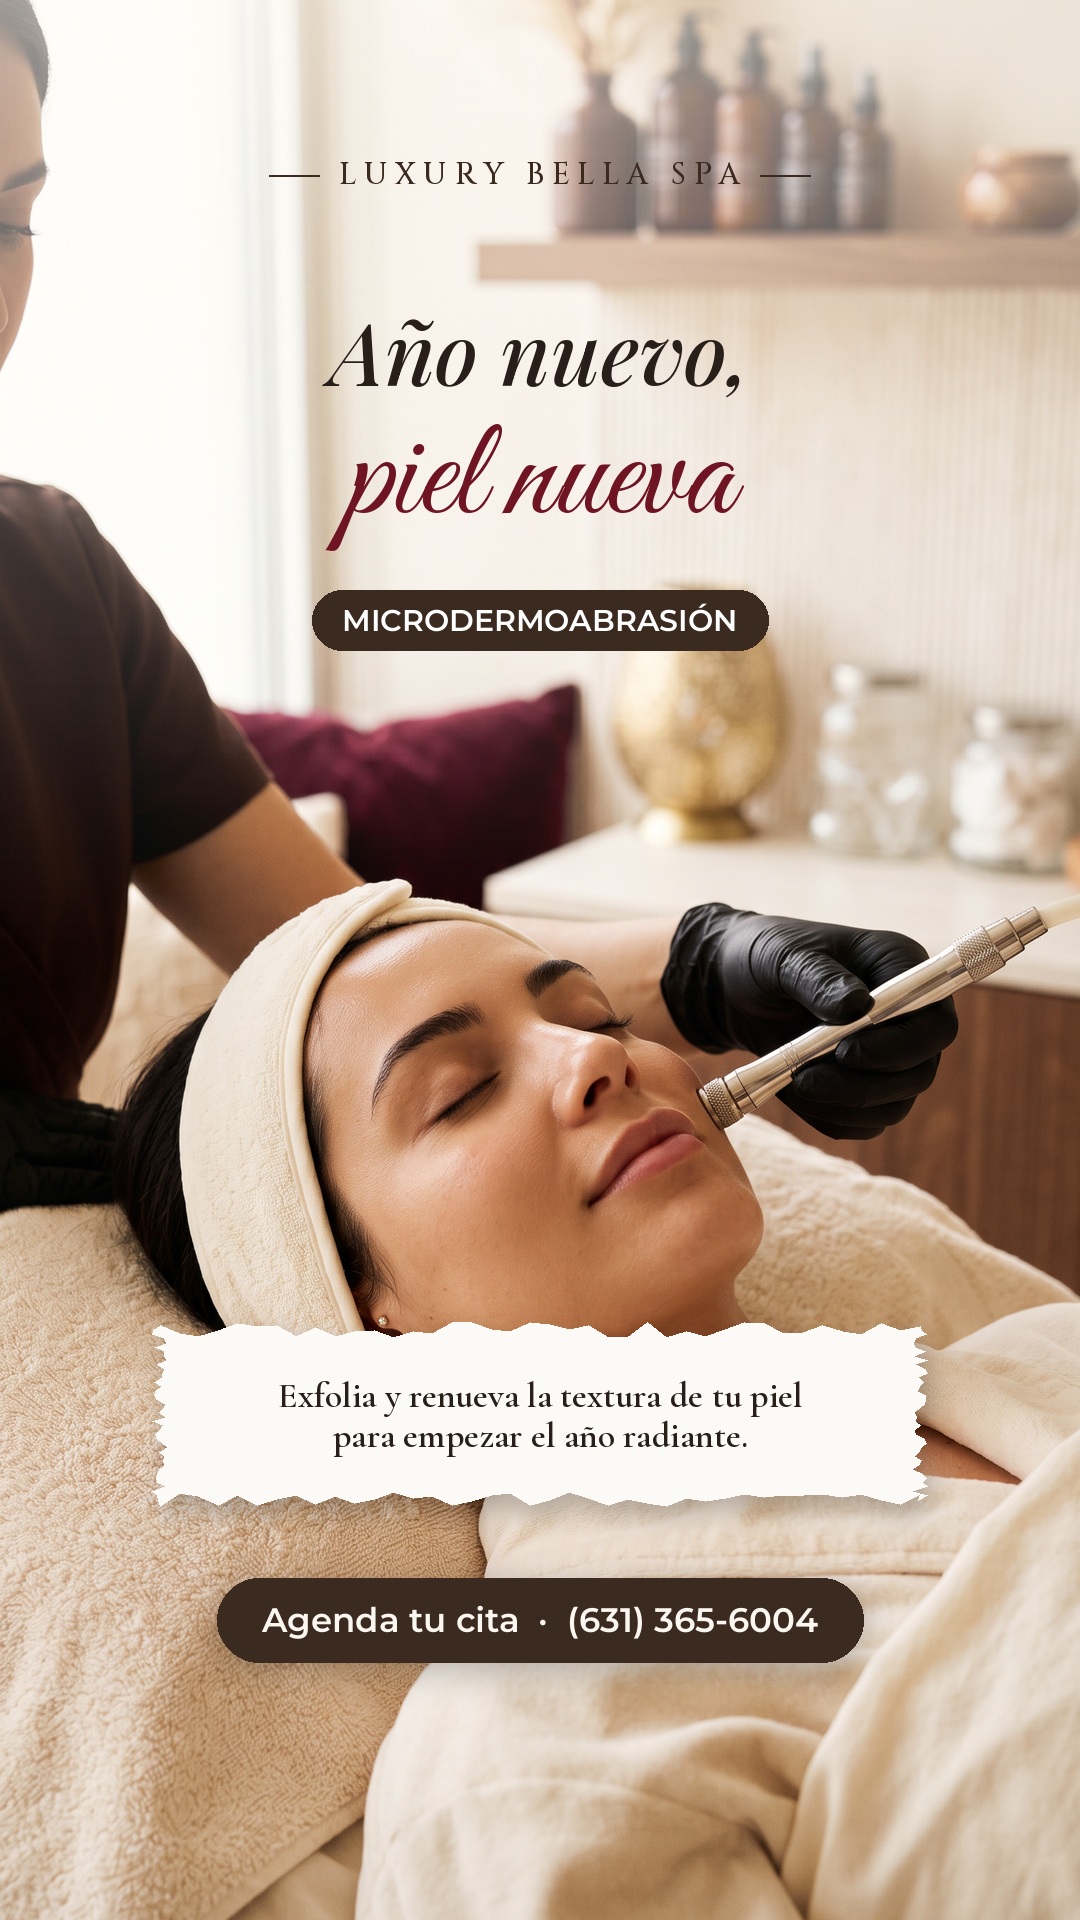 LUXURY BELLA SPA
Año nuevo,
piel nueva
MICRODERMOABRASIÓN
Exfolia y renueva la textura de tu piel
para empezar el año radiante.
Agenda tu cita · (631) 365-6004